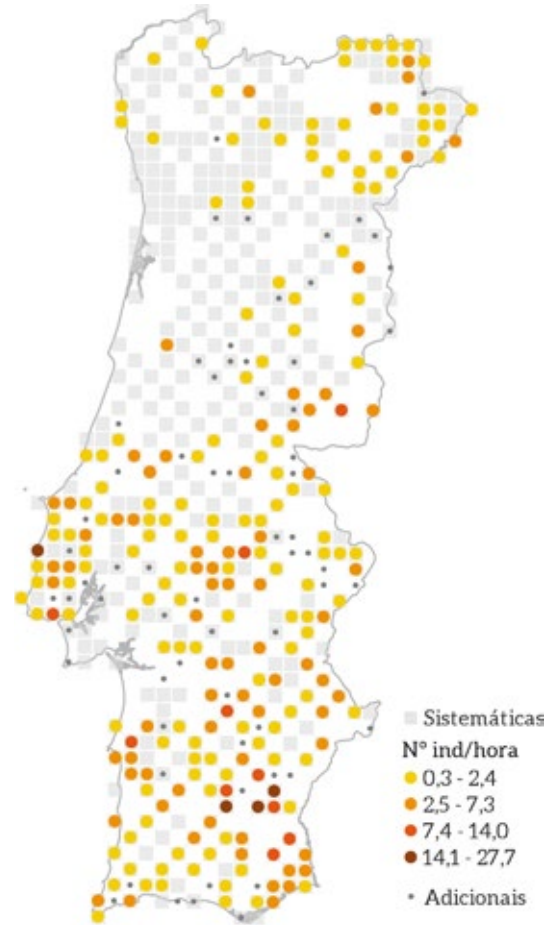 Sistemáticas
N° ind/hora
0,3 - 2,4
2,5 - 7,3
7,4 - 14,0
14,1 - 27,7
Adicionais